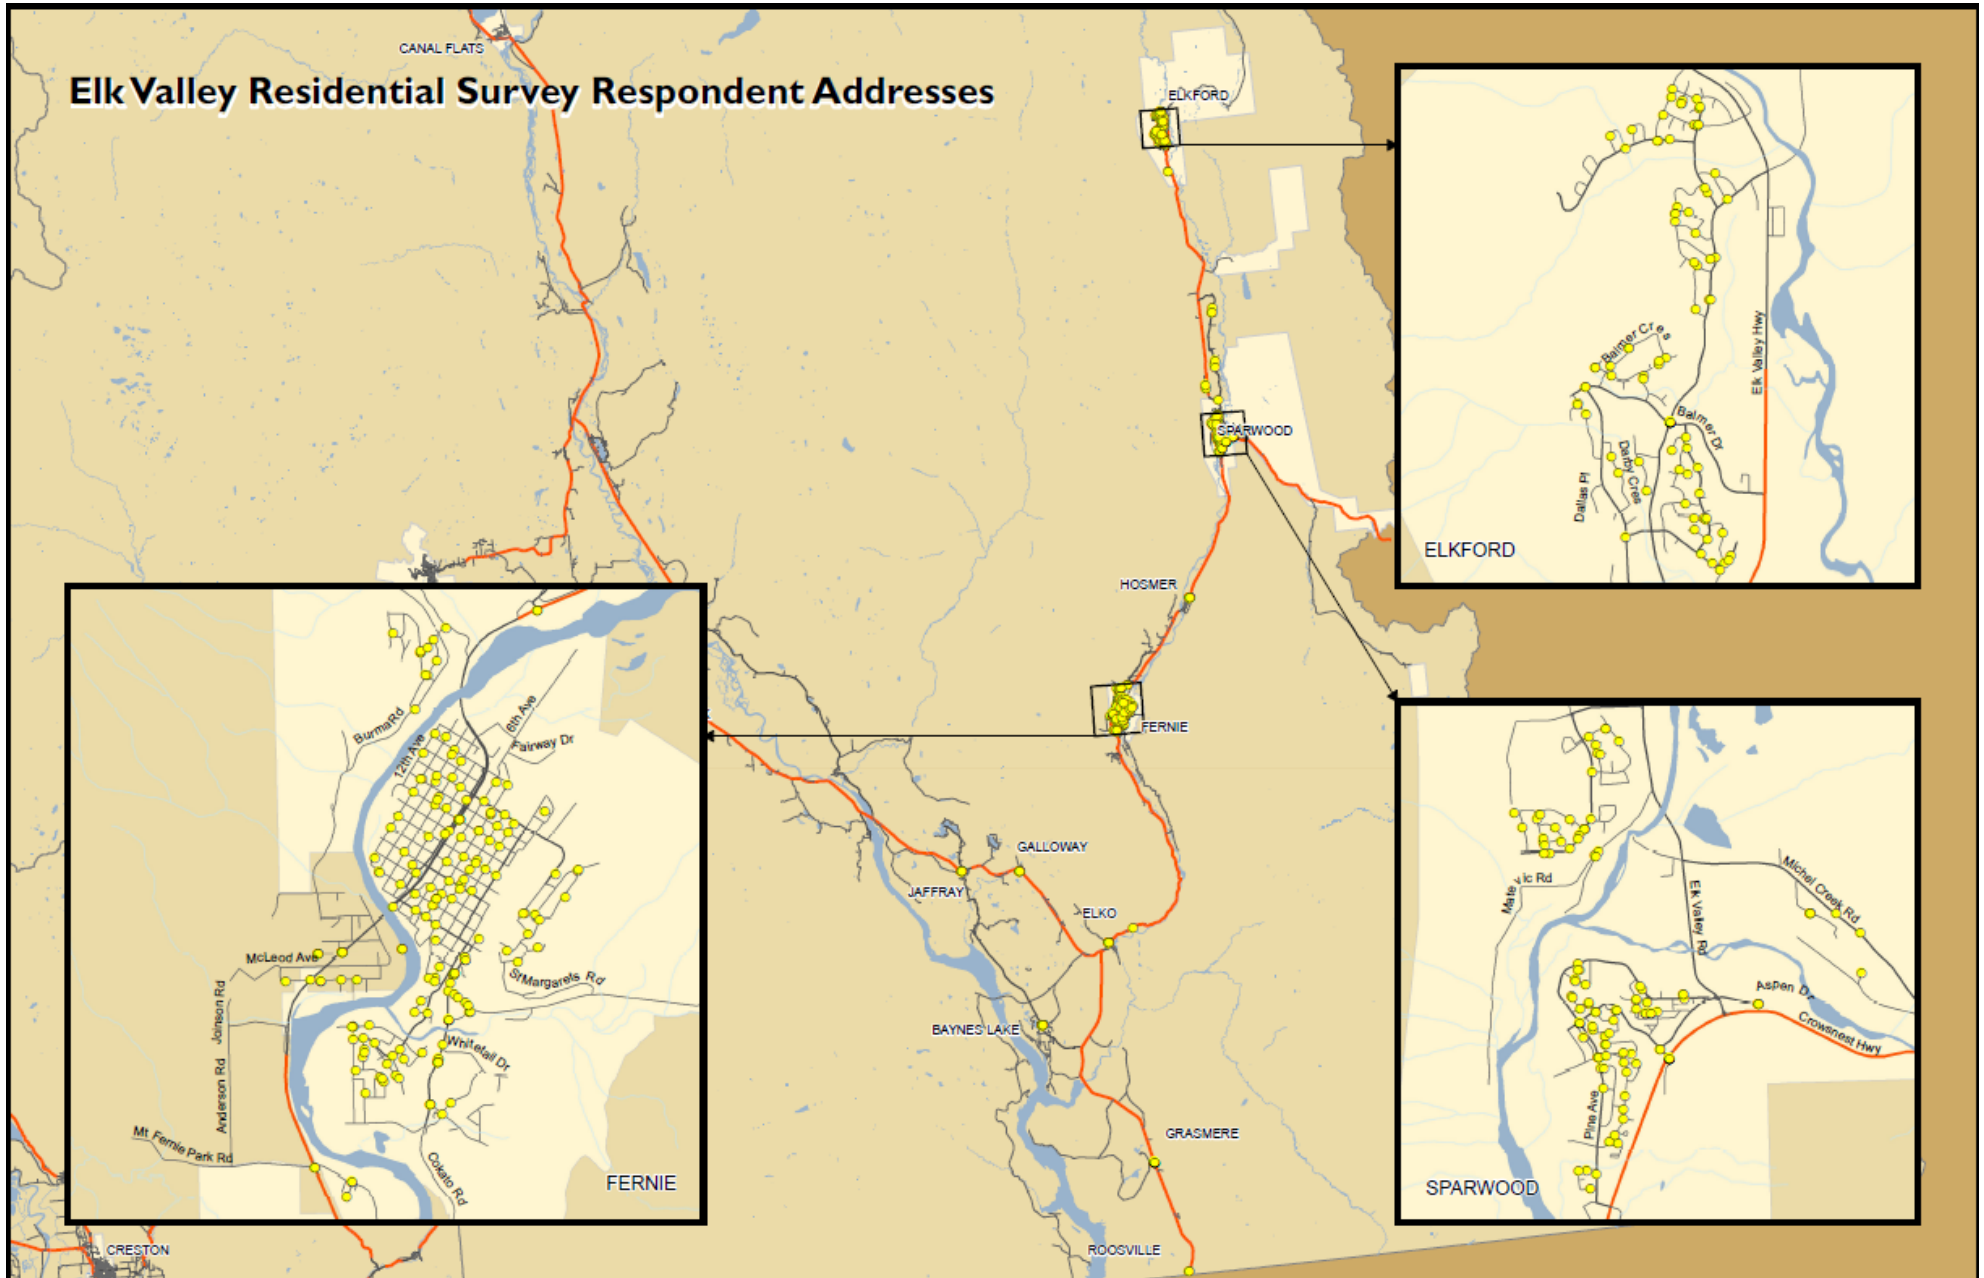 CANAL FLATS
Elk Valley Residential Survey Respondent Addresses
ELKFORD
SPARWOOD
HOSMER
FERNIE
GALLOWAY
JAFFRAY
ELKO
BAYNES LAKE
GRASMERE
ROOSVILLE
CRESTON
Balmer Cres
Elk Valley Hwy
Balmer Dr
Darby Cres
Dallas Pl
ELKFORD
Burma Rd
6th Ave
Fairway Dr
12th Ave
McLeod Ave
St Margarets Rd
Joinson Rd
Whitetail Dr
Anderson Rd
Mt Fernie Park Rd
Cokato Rd
FERNIE
Michel Creek Rd
Matevic Rd
Elk Valley Rd
Aspen Dr
Crowsnest Hwy
Pine Ave
SPARWOOD